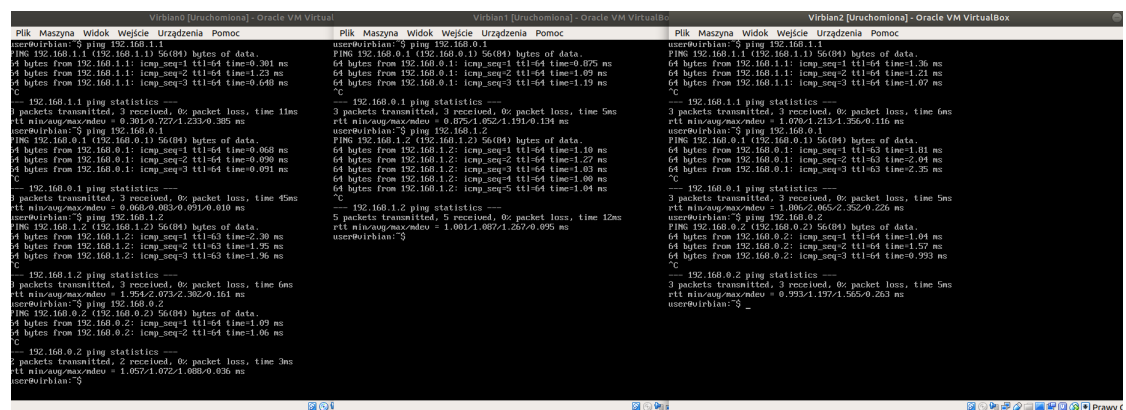 Virbian0 [Uruchomiona] - Oracle VM Virtual
Plik Maszyna Widok Wejście Urządzenia Pomoc
user@virbian:~$ ping 192.168.1.1
PING 192.168.1.1 (192.168.1.1) 56(84) bytes of data.
64 bytes from 192.168.1.1: icmp_seq=1 ttl=64 time=0.301 ms
64 bytes from 192.168.1.1: icmp_seq=2 ttl=64 time=1.23 ms
64 bytes from 192.168.1.1: icmp_seq=3 ttl=64 time=0.648 ms
^C
--- 192.168.1.1 ping statistics ---
3 packets transmitted, 3 received, 0% packet loss, time 11ms
rtt min/avg/max/mdev = 0.301/0.727/1.233/0.385 ms
user@virbian:~$ ping 192.168.0.1
PING 192.168.0.1 (192.168.0.1) 56(84) bytes of data.
64 bytes from 192.168.0.1: icmp_seq=1 ttl=64 time=0.068 ms
64 bytes from 192.168.0.1: icmp_seq=2 ttl=64 time=0.090 ms
64 bytes from 192.168.0.1: icmp_seq=3 ttl=64 time=0.091 ms
^C
--- 192.168.0.1 ping statistics ---
3 packets transmitted, 3 received, 0% packet loss, time 45ms
rtt min/avg/max/mdev = 0.068/0.083/0.091/0.010 ms
user@virbian:~$ ping 192.168.1.2
PING 192.168.1.2 (192.168.1.2) 56(84) bytes of data.
64 bytes from 192.168.1.2: icmp_seq=1 ttl=63 time=2.30 ms
64 bytes from 192.168.1.2: icmp_seq=2 ttl=63 time=1.95 ms
64 bytes from 192.168.1.2: icmp_seq=3 ttl=63 time=1.96 ms
^C
--- 192.168.1.2 ping statistics ---
3 packets transmitted, 3 received, 0% packet loss, time 6ms
rtt min/avg/max/mdev = 1.954/2.073/2.302/0.161 ms
user@virbian:~$ ping 192.168.0.2
PING 192.168.0.2 (192.168.0.2) 56(84) bytes of data.
64 bytes from 192.168.0.2: icmp_seq=1 ttl=64 time=1.09 ms
64 bytes from 192.168.0.2: icmp_seq=2 ttl=64 time=1.06 ms
^C
--- 192.168.0.2 ping statistics ---
2 packets transmitted, 2 received, 0% packet loss, time 3ms
rtt min/avg/max/mdev = 1.057/1.072/1.088/0.036 ms
user@virbian:~$
Virbian1 [Uruchomiona] - Oracle VM VirtualBo
Plik Maszyna Widok Wejście Urządzenia Pomoc
user@virbian:~$ ping 192.168.0.1
PING 192.168.0.1 (192.168.0.1) 56(84) bytes of data.
64 bytes from 192.168.0.1: icmp_seq=1 ttl=64 time=0.875 ms
64 bytes from 192.168.0.1: icmp_seq=2 ttl=64 time=1.09 ms
64 bytes from 192.168.0.1: icmp_seq=3 ttl=64 time=1.19 ms
^C
--- 192.168.0.1 ping statistics ---
3 packets transmitted, 3 received, 0% packet loss, time 5ms
rtt min/avg/max/mdev = 0.875/1.052/1.191/0.134 ms
user@virbian:~$ ping 192.168.1.2
PING 192.168.1.2 (192.168.1.2) 56(84) bytes of data.
64 bytes from 192.168.1.2: icmp_seq=1 ttl=64 time=1.10 ms
64 bytes from 192.168.1.2: icmp_seq=2 ttl=64 time=1.27 ms
64 bytes from 192.168.1.2: icmp_seq=3 ttl=64 time=1.03 ms
64 bytes from 192.168.1.2: icmp_seq=4 ttl=64 time=1.00 ms
64 bytes from 192.168.1.2: icmp_seq=5 ttl=64 time=1.04 ms
^C
--- 192.168.1.2 ping statistics ---
5 packets transmitted, 5 received, 0% packet loss, time 12ms
rtt min/avg/max/mdev = 1.001/1.087/1.267/0.095 ms
user@virbian:~$
Virbian2 [Uruchomiona] - Oracle VM VirtualBox
Plik Maszyna Widok Wejście Urządzenia Pomoc
user@virbian:~$ ping 192.168.1.1
PING 192.168.1.1 (192.168.1.1) 56(84) bytes of data.
64 bytes from 192.168.1.1: icmp_seq=1 ttl=64 time=1.36 ms
64 bytes from 192.168.1.1: icmp_seq=2 ttl=64 time=1.21 ms
64 bytes from 192.168.1.1: icmp_seq=3 ttl=64 time=1.07 ms
^C
--- 192.168.1.1 ping statistics ---
3 packets transmitted, 3 received, 0% packet loss, time 6ms
rtt min/avg/max/mdev = 1.070/1.213/1.356/0.116 ms
user@virbian:~$ ping 192.168.0.1
PING 192.168.0.1 (192.168.0.1) 56(84) bytes of data.
64 bytes from 192.168.0.1: icmp_seq=1 ttl=63 time=1.81 ms
64 bytes from 192.168.0.1: icmp_seq=2 ttl=63 time=2.04 ms
64 bytes from 192.168.0.1: icmp_seq=3 ttl=63 time=2.35 ms
^C
--- 192.168.0.1 ping statistics ---
3 packets transmitted, 3 received, 0% packet loss, time 5ms
rtt min/avg/max/mdev = 1.806/2.065/2.352/0.226 ms
user@virbian:~$ ping 192.168.0.2
PING 192.168.0.2 (192.168.0.2) 56(84) bytes of data.
64 bytes from 192.168.0.2: icmp_seq=1 ttl=64 time=1.04 ms
64 bytes from 192.168.0.2: icmp_seq=2 ttl=64 time=1.57 ms
64 bytes from 192.168.0.2: icmp_seq=3 ttl=64 time=0.993 ms
^C
--- 192.168.0.2 ping statistics ---
3 packets transmitted, 3 received, 0% packet loss, time 5ms
rtt min/avg/max/mdev = 0.993/1.197/1.565/0.263 ms
user@virbian:~$ _
Prawy C